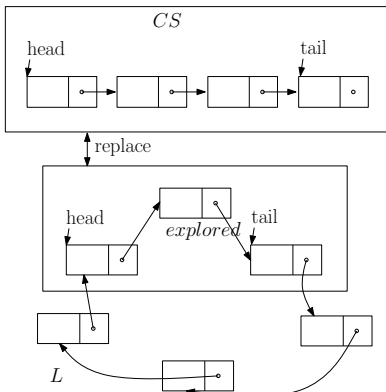 CS
head
tail
replace
head
explored
tail
L